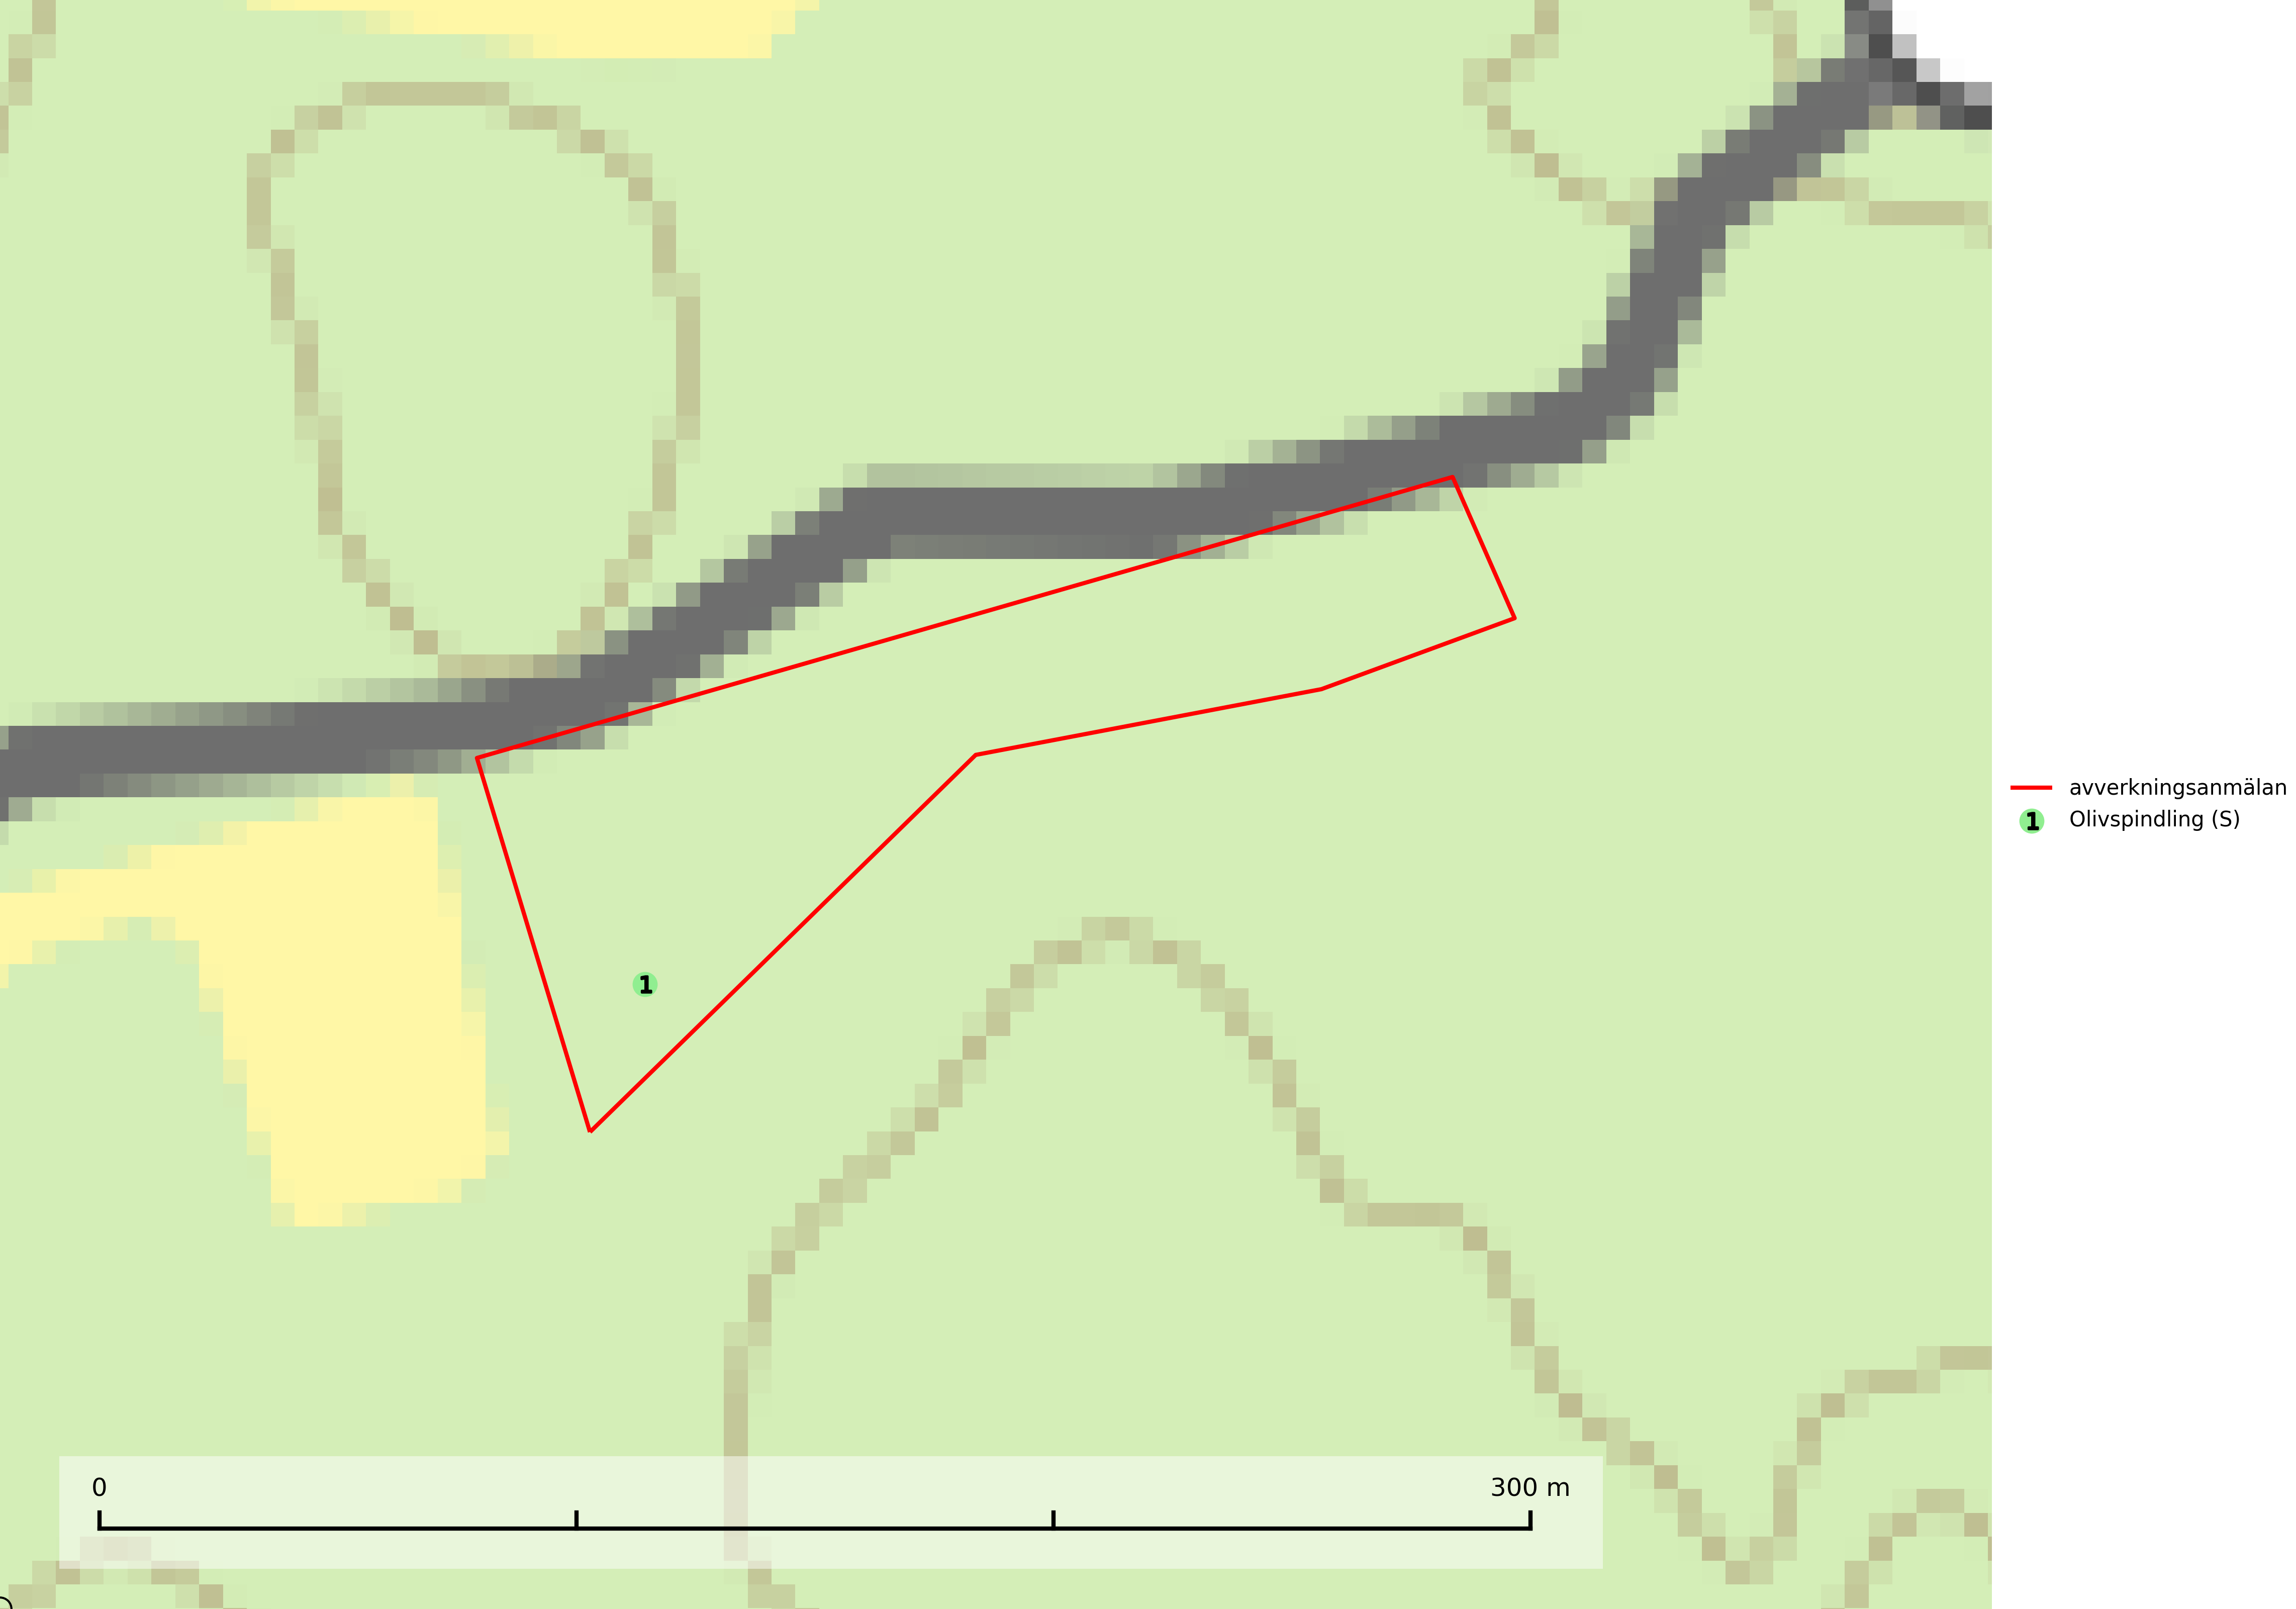 avverkningsanmälan
1 Olivspindling (S)
1
0 300 m